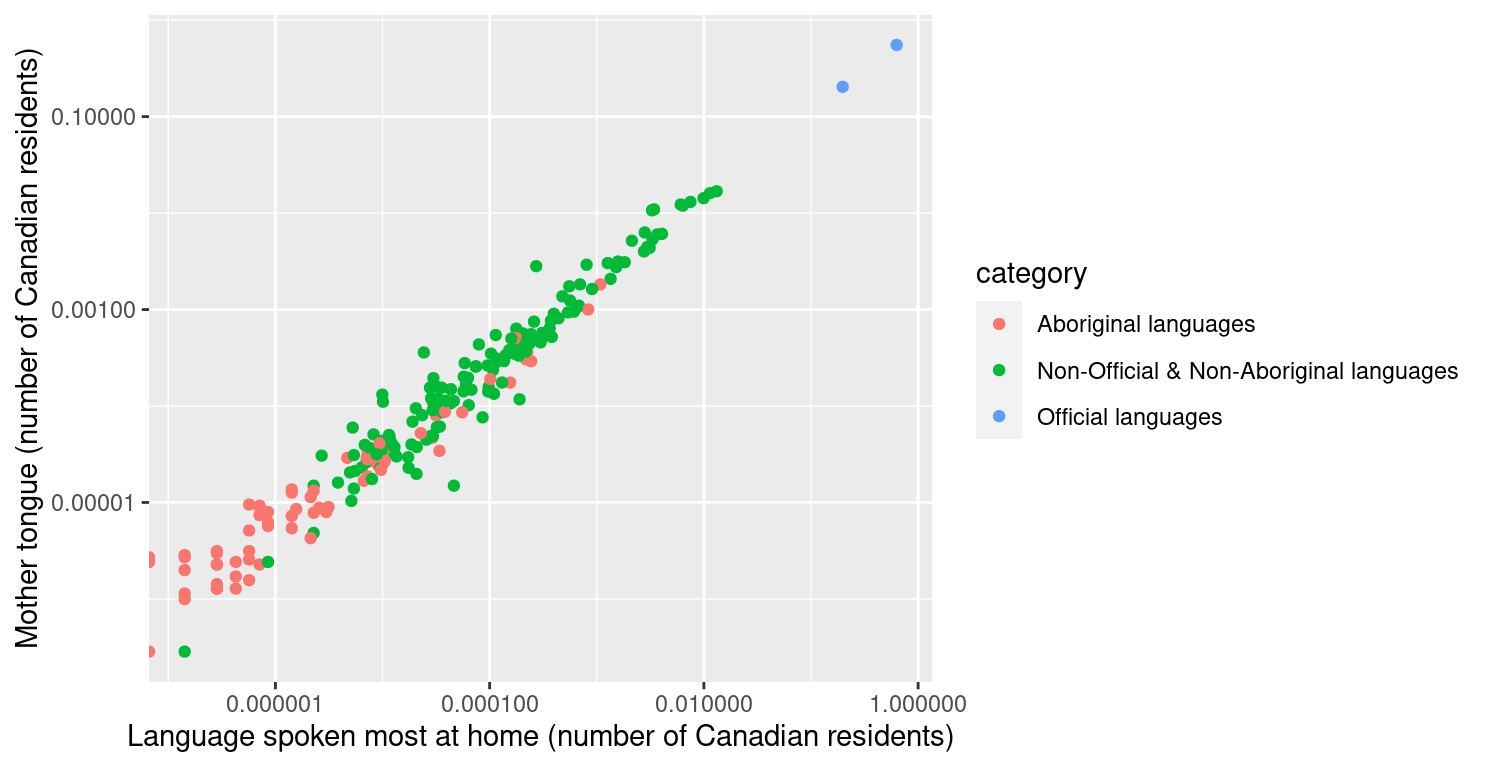 Mother tongue (number of Canadian residents)
0.10000
0.00100
0.00001
0.000001
0.000100
0.010000
1.000000
Language spoken most at home (number of Canadian residents)
category
Aboriginal languages
Non-Official & Non-Aboriginal languages
Official languages